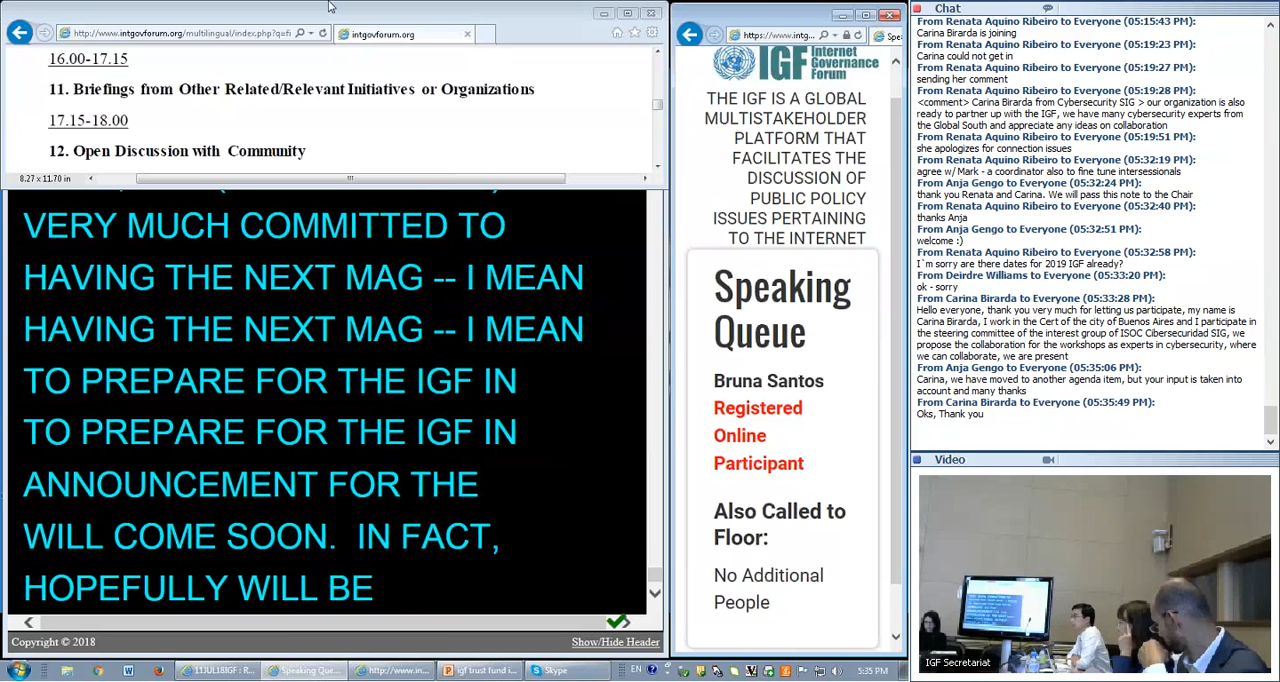 http://www.intgovforum.org/multilingual/index.php?q=fi
intgovforum.org
16.00-17.15
11. Briefings from Other Related/Relevant Initiatives or Organizations
17.15-18.00
12. Open Discussion with Community
8.27 x 11.70 in
VERY MUCH COMMITTED TO
HAVING THE NEXT MAG -- I MEAN
HAVING THE NEXT MAG -- I MEAN
TO PREPARE FOR THE IGF IN
TO PREPARE FOR THE IGF IN
ANNOUNCEMENT FOR THE
WILL COME SOON.  IN FACT,
HOPEFULLY WILL BE
Copyright © 2018
Show/Hide Header
https://www.intg...
Spe
IGF Internet
Governance
Forum
THE IGF IS A GLOBAL
MULTISTAKEHOLDER
PLATFORM THAT
FACILITATES THE
DISCUSSION OF
PUBLIC POLICY
ISSUES PERTAINING
TO THE INTERNET
Speaking
Queue
Bruna Santos
Registered
Online
Participant
Also Called to
Floor:
No Additional
People
Chat
From Renata Aquino Ribeiro to Everyone (05:15:43 PM):
Carina Birarda is joining
From Renata Aquino Ribeiro to Everyone (05:19:23 PM):
Carina could not get in
From Renata Aquino Ribeiro to Everyone (05:19:27 PM):
sending her comment
From Renata Aquino Ribeiro to Everyone (05:19:28 PM):
<comment> Carina Birarda from Cybersecurity SIG > our organization is also
ready to partner up with the IGF, we have many cybersecurity experts from
the Global South and appreciate any ideas on collaboration
From Renata Aquino Ribeiro to Everyone (05:19:51 PM):
she apologizes for connection issues
From Renata Aquino Ribeiro to Everyone (05:32:19 PM):
agree w/ Mark - a coordinator also to fine tune intersessionals
From Anja Gengo to Everyone (05:32:24 PM):
thank you Renata and Carina. We will pass this note to the Chair
From Renata Aquino Ribeiro to Everyone (05:32:40 PM):
thanks Anja
From Anja Gengo to Everyone (05:32:51 PM):
welcome :)
From Renata Aquino Ribeiro to Everyone (05:32:58 PM):
I`m sorry are there dates for 2019 IGF already?
From Deirdre Williams to Everyone (05:33:20 PM):
ok - sorry
From Carina Birarda to Everyone (05:33:28 PM):
Hello everyone, thank you very much for letting us participate, my name is
Carina Birarda, I work in the Cert of the city of Buenos Aires and I participate in
the steering committee of the interest group of ISOC Cibersecuridad SIG, we
propose the collaboration for the workshops as experts in cybersecurity, where
we can collaborate, we are present
From Anja Gengo to Everyone (05:35:06 PM):
Carina, we have moved to another agenda item, but your input is taken into
account and many thanks
From Carina Birarda to Everyone (05:35:49 PM):
Oks, Thank you
Video
IGF Secretariat
11JUL18IGF : R...
Speaking Que...
http://www.in...
igf trust fund i...
Skype
EN
5:35 PM